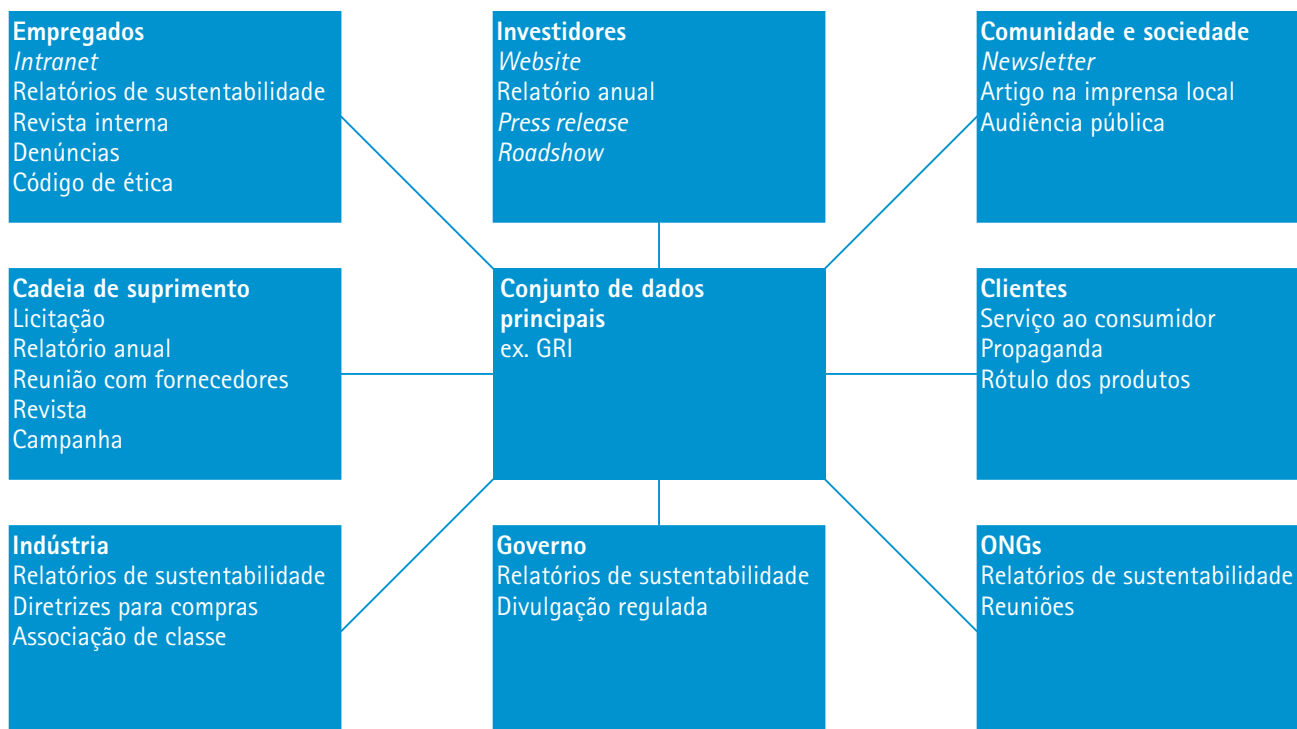 Empregados
Intranet
Relatórios de sustentabilidade
Revista interna
Denúncias
Código de ética
Investidores
Website
Relatório anual
Press release
Roadshow
Comunidade e sociedade
Newsletter
Artigo na imprensa local
Audiência pública
Cadeia de suprimento
Licitação
Relatório anual
Reunião com fornecedores
Revista
Campanha
Conjunto de dados
principais
ex. GRI
Clientes
Serviço ao consumidor
Propaganda
Rótulo dos produtos
Indústria
Relatórios de sustentabilidade
Diretrizes para compras
Associação de classe
Governo
Relatórios de sustentabilidade
Divulgação regulada
ONGs
Relatórios de sustentabilidade
Reuniões